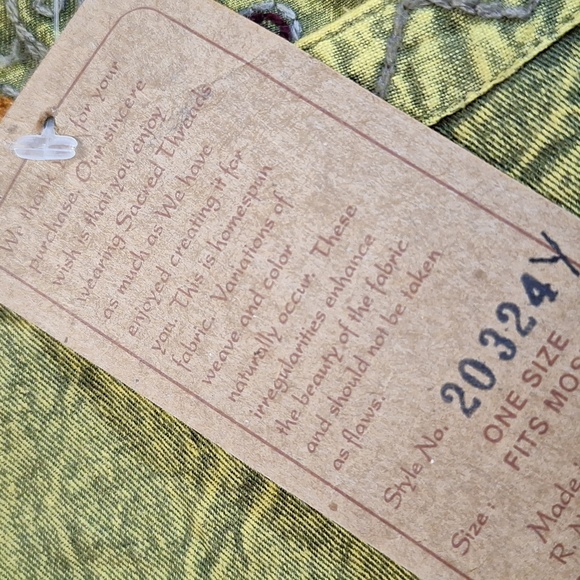 thank for your
purchase. Our sincere
wish is that you enjoy
wearing Sacred Threads
as much as We have
enjoyed creating it for
you. This is homespun
fabric. Variations of
weave and color
naturally occur. These
irregularities enhance
the beauty of the fabric
and should not be taken
as flaws.
Style No. 20324Y
Size: ONE SIZE
FITS MOS
Made
R.